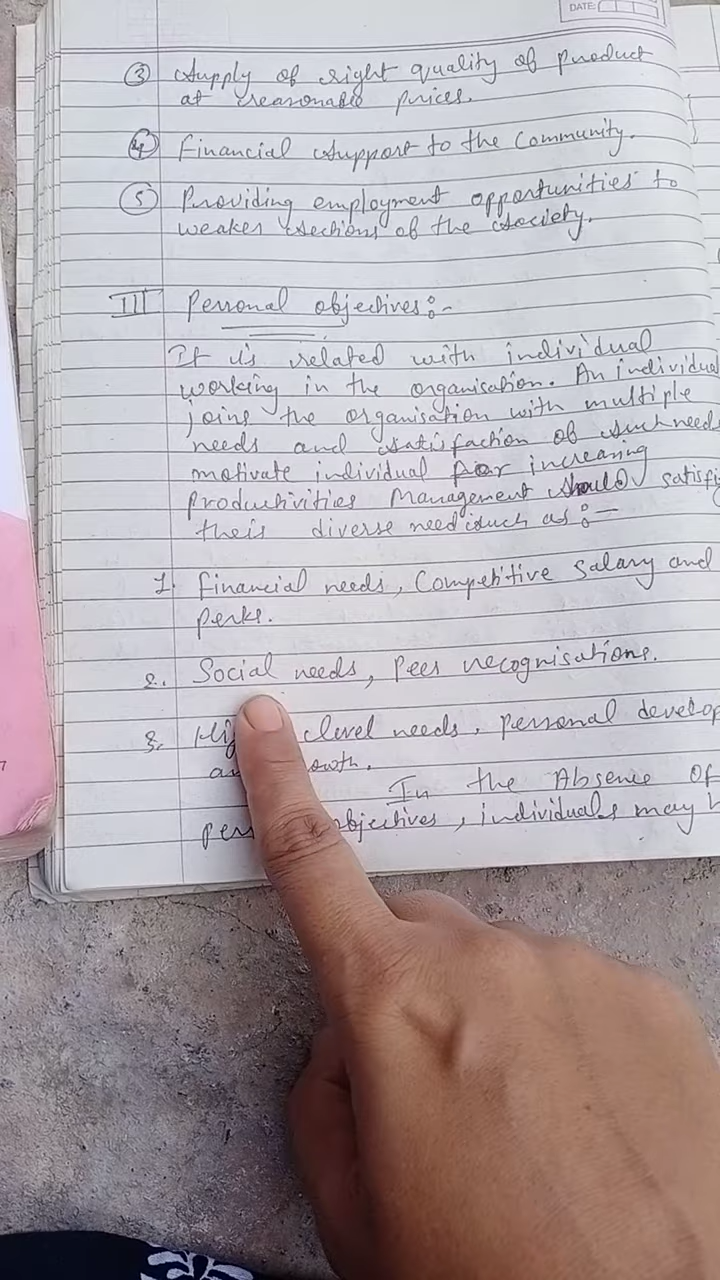 DATE:
③ Supply of right quality of product
at reasonable prices.
④ Financial support to the Community.
⑤ Providing employment opportunities to
weaker sections of the society.
III Personal objectives:-
It is related with individual
working in the organisation. An individual
joins the organisation with multiple
needs and satisfaction of such needs
motivate individual for increasing
Productivities Management should satisfi
their diverse need such as :-
1. Financial needs, Competitive Salary and
perks.
2. Social needs, Peer recognisations.
3. level needs, personal develop
In the Absence of
objectives, individuals may
7